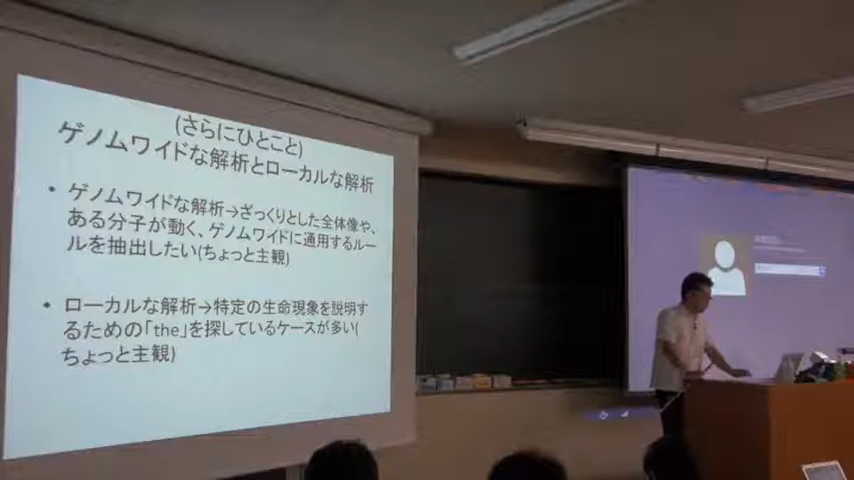 (さらにひとこと)
ゲノムワイドな解析とローカルな解析
• ゲノムワイドな解析→ざっくりとした全体像や、
ある分子が動く、ゲノムワイドに通用するルー
ルを抽出したい(ちょっと主観)
• ローカルな解析→特定の生命現象を説明す
るための「the」を探しているケースが多い(
ちょっと主観)